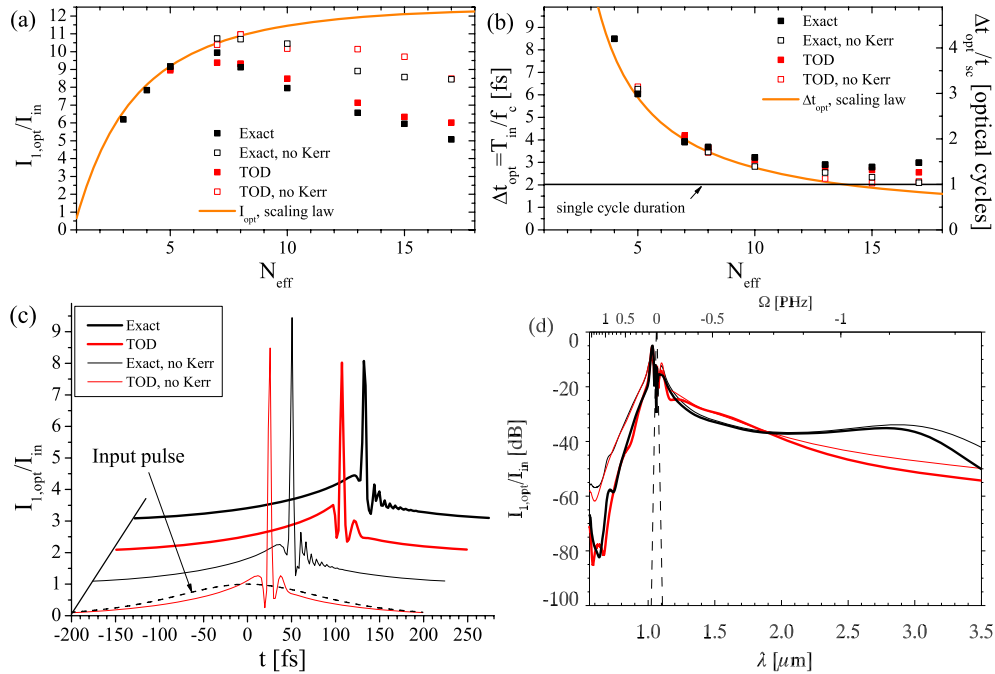 (a)
I1,opt/Iin
12
11
10
9
8
7
6
5
4
3
2
1
0
5 10 15
Neff
Exact
Exact, no Kerr
TOD
TOD, no Kerr
Iopt, scaling law
(b)
Δtopt=Tin/fc [fs]
10
9
8
7
6
5
4
3
2
1
0
5 10 15
Neff
4
3
2
1
0
Δtopt/tsc [optical cycles]
Exact
Exact, no Kerr
TOD
TOD, no Kerr
Δtopt, scaling law
single cycle duration
(c)
I1,opt/Iin
9
8
7
6
5
4
3
2
1
0
-200 -150 -100 -50 0 50 100 150 200 250
t [fs]
Exact
TOD
Exact, no Kerr
TOD, no Kerr
Input pulse
(d)
Ω [PHz]
1 0.5 0 -0.5 -1
I1,opt/Iin [dB]
0
-20
-40
-60
-80
-100
1.0 1.5 2.0 2.5 3.0 3.5
λ [μm]